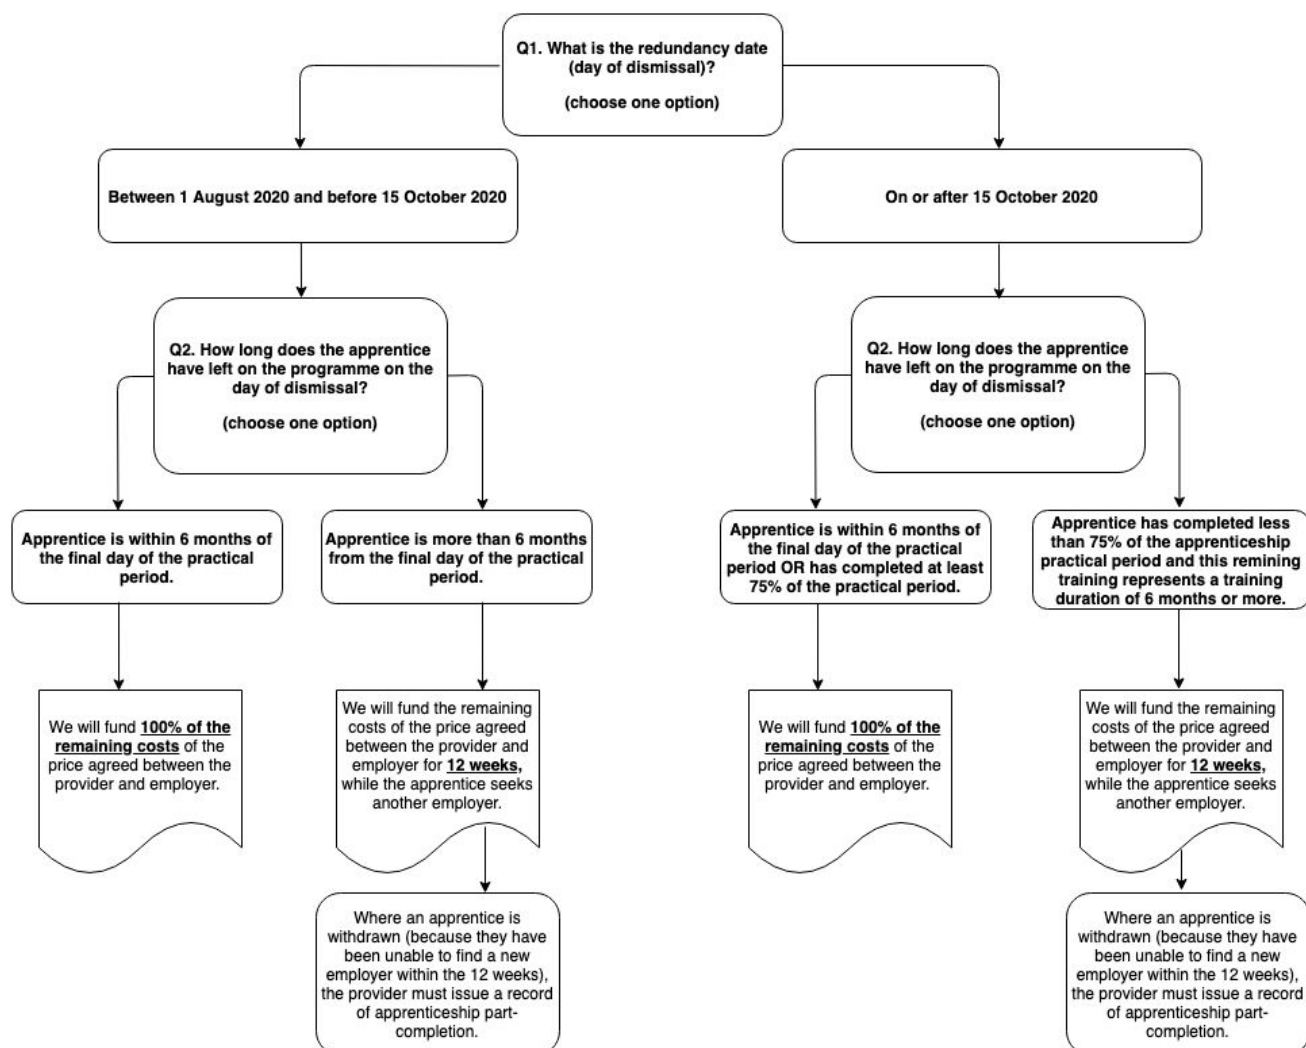 Q1. What is the redundancy date
(day of dismissal)?
(choose one option)
Between 1 August 2020 and before 15 October 2020
On or after 15 October 2020
Q2. How long does the apprentice
have left on the programme on the
day of dismissal?
(choose one option)
Q2. How long does the apprentice
have left on the programme on the
day of dismissal?
(choose one option)
Apprentice is within 6 months of
the final day of the practical
period.
Apprentice is more than 6 months
from the final day of the practical
period.
Apprentice is within 6 months of
the final day of the practical
period OR has completed at least
75% of the practical period.
Apprentice has completed less
than 75% of the apprenticeship
practical period and this remining
training represents a training
duration of 6 months or more.
We will fund 100% of the
remaining costs of the
price agreed between the
provider and employer.
We will fund the remaining
costs of the price agreed
between the provider and
employer for 12 weeks,
while the apprentice seeks
another employer.
We will fund 100% of the
remaining costs of the
price agreed between the
provider and employer.
We will fund the remaining
costs of the price agreed
between the provider and
employer for 12 weeks,
while the apprentice seeks
another employer.
Where an apprentice is
withdrawn (because they have
been unable to find a new
employer within the 12 weeks),
the provider must issue a record
of apprenticeship part-
completion.
Where an apprentice is
withdrawn (because they have
been unable to find a new
employer within the 12 weeks),
the provider must issue a record
of apprenticeship part-
completion.